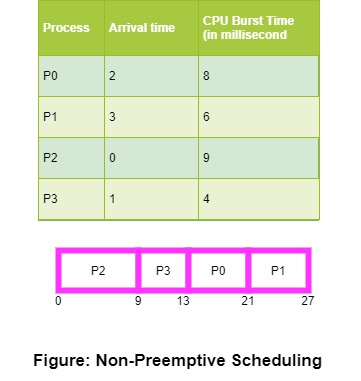 Process Arrival time CPU Burst Time (in millisecond
P0 2 8
P1 3 6
P2 0 9
P3 1 4
P2 P3 P0 P1
0 9 13 21 27
Figure: Non-Preemptive Scheduling